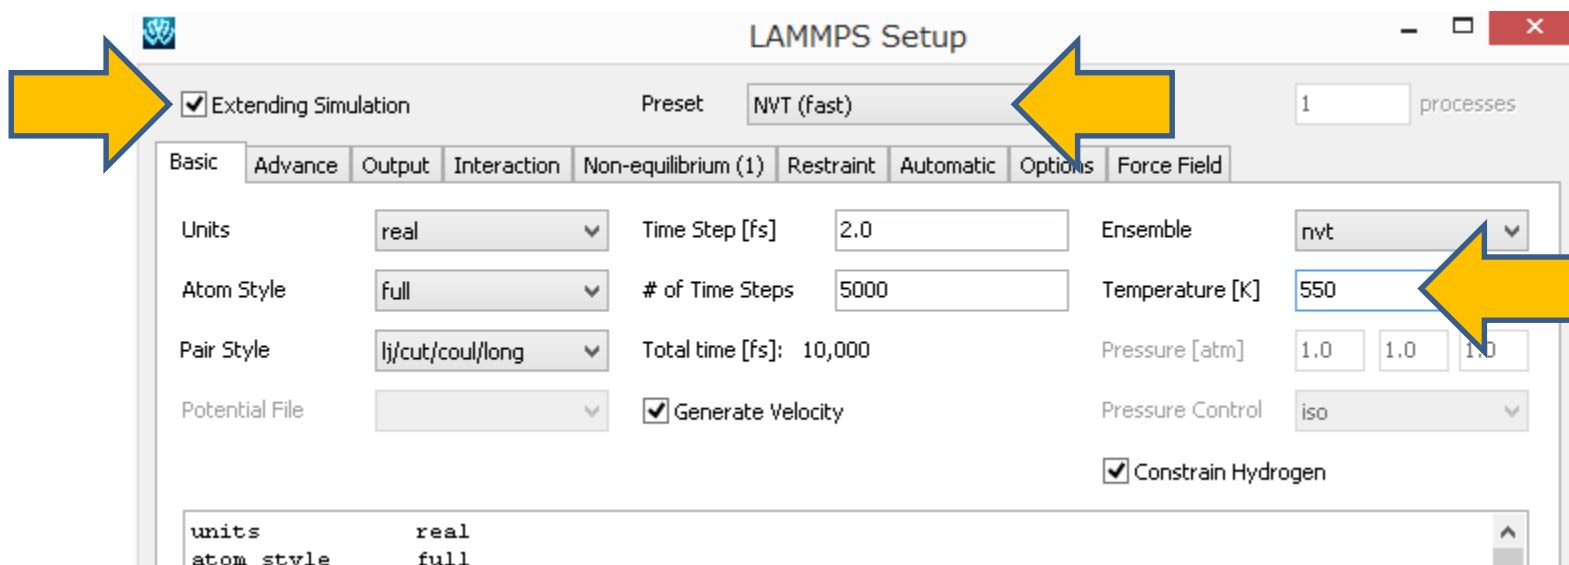 LAMMPS Setup
Extending Simulation Preset NVT (fast) 1 processes
Basic Advance Output Interaction Non-equilibrium (1) Restraint Automatic Options Force Field
Units real Time Step [fs] 2.0 Ensemble nvt
Atom Style full # of Time Steps 5000 Temperature [K] 550
Pair Style lj/cut/coul/long Total time [fs]: 10,000 Pressure [atm] 1.0 1.0 1.0
Potential File Generate Velocity Pressure Control iso
Constrain Hydrogen
units real
atom_style full